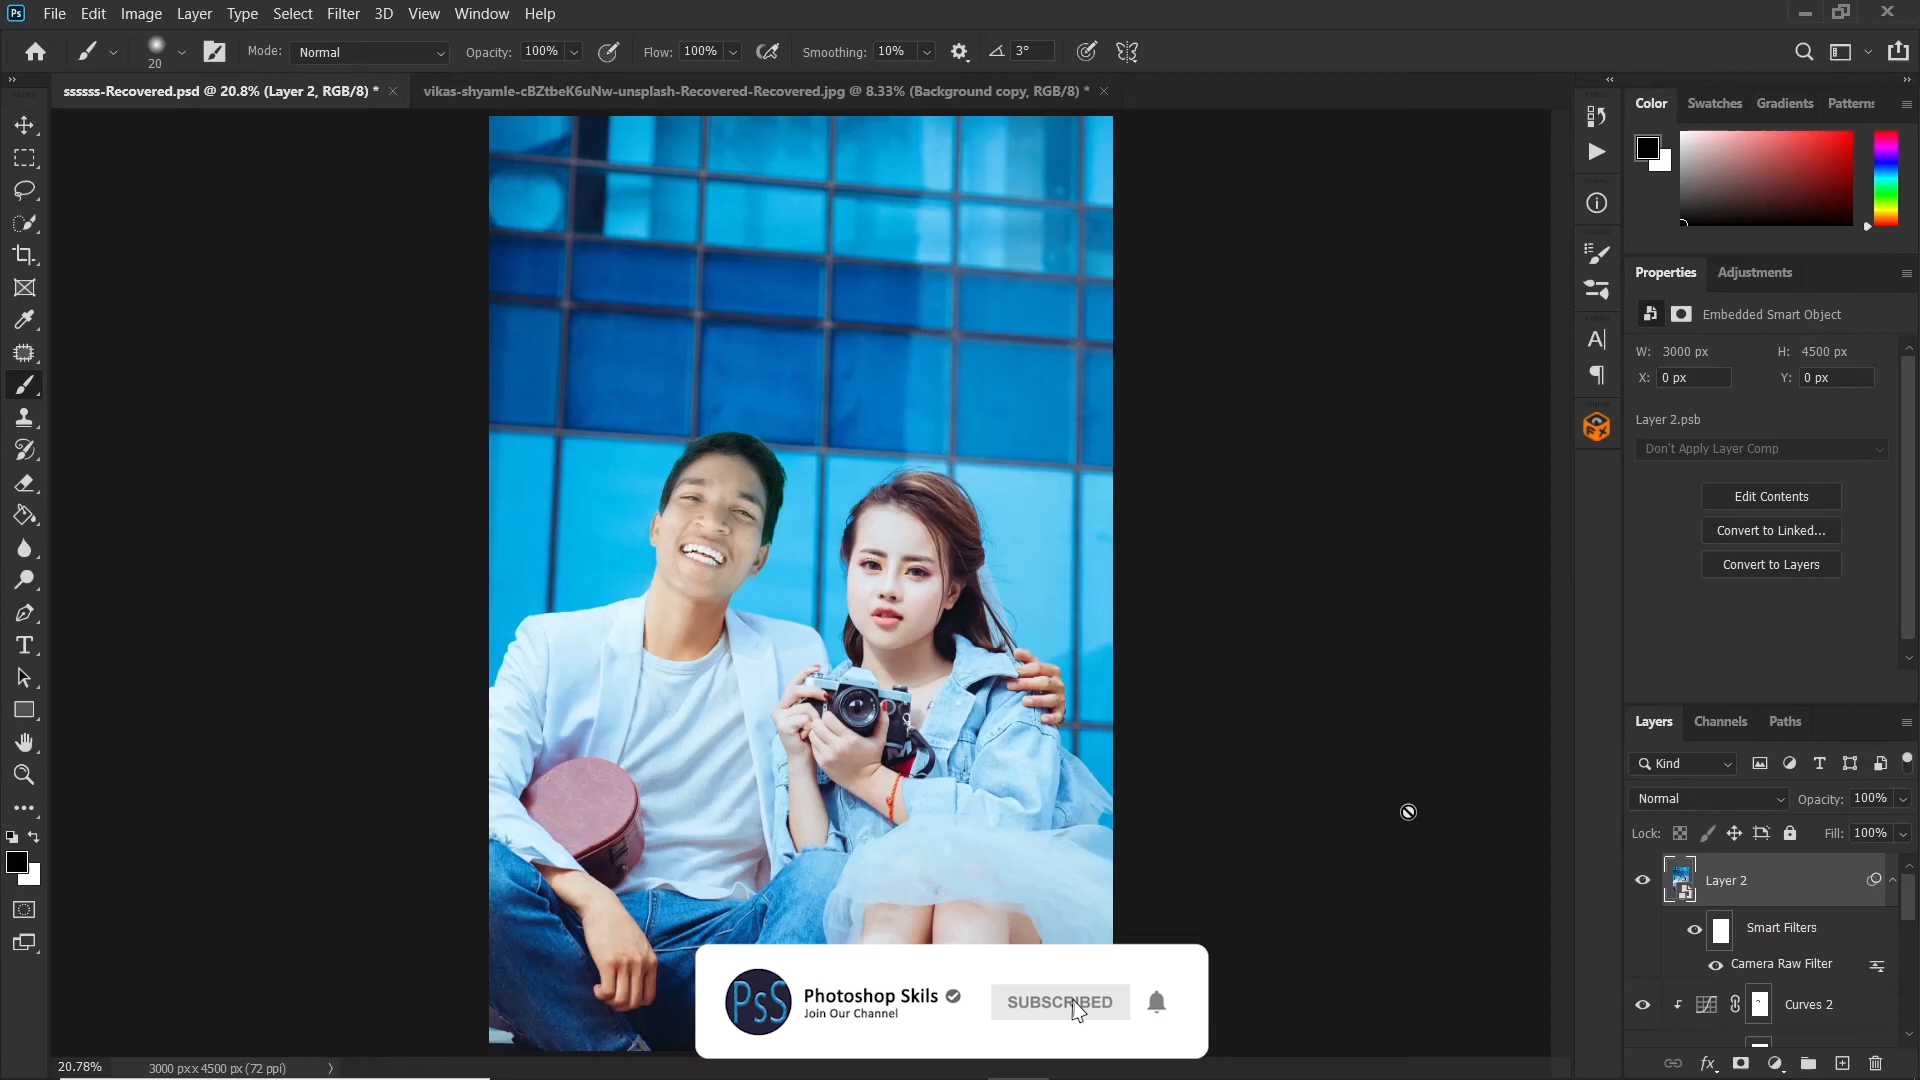 Ps File Edit Image Layer Type Select Filter 3D View Window Help
20 Mode: Normal Opacity: 100% Flow: 100% Smoothing: 10% 3°
ssssss-Recovered.psd @ 20.8% (Layer 2, RGB/8) * vikas-shyamle-cBZtbeK6uNw-unsplash-Recovered-Recovered.jpg @ 8.33% (Background copy, RGB/8) *
Color Swatches Gradients Patterns
Properties Adjustments
Embedded Smart Object
W: 3000 px H: 4500 px
X: 0 px Y: 0 px
Layer 2.psb
Don't Apply Layer Comp
Edit Contents
Convert to Linked...
Convert to Layers
Layers Channels Paths
Kind
Normal Opacity: 100%
Lock: Fill: 100%
Layer 2
Smart Filters
Camera Raw Filter
Curves 2
fx
PsS
Photoshop Skils
Join Our Channel
SUBSCRIBED
20.78% 3000 px x 4500 px (72 ppi)